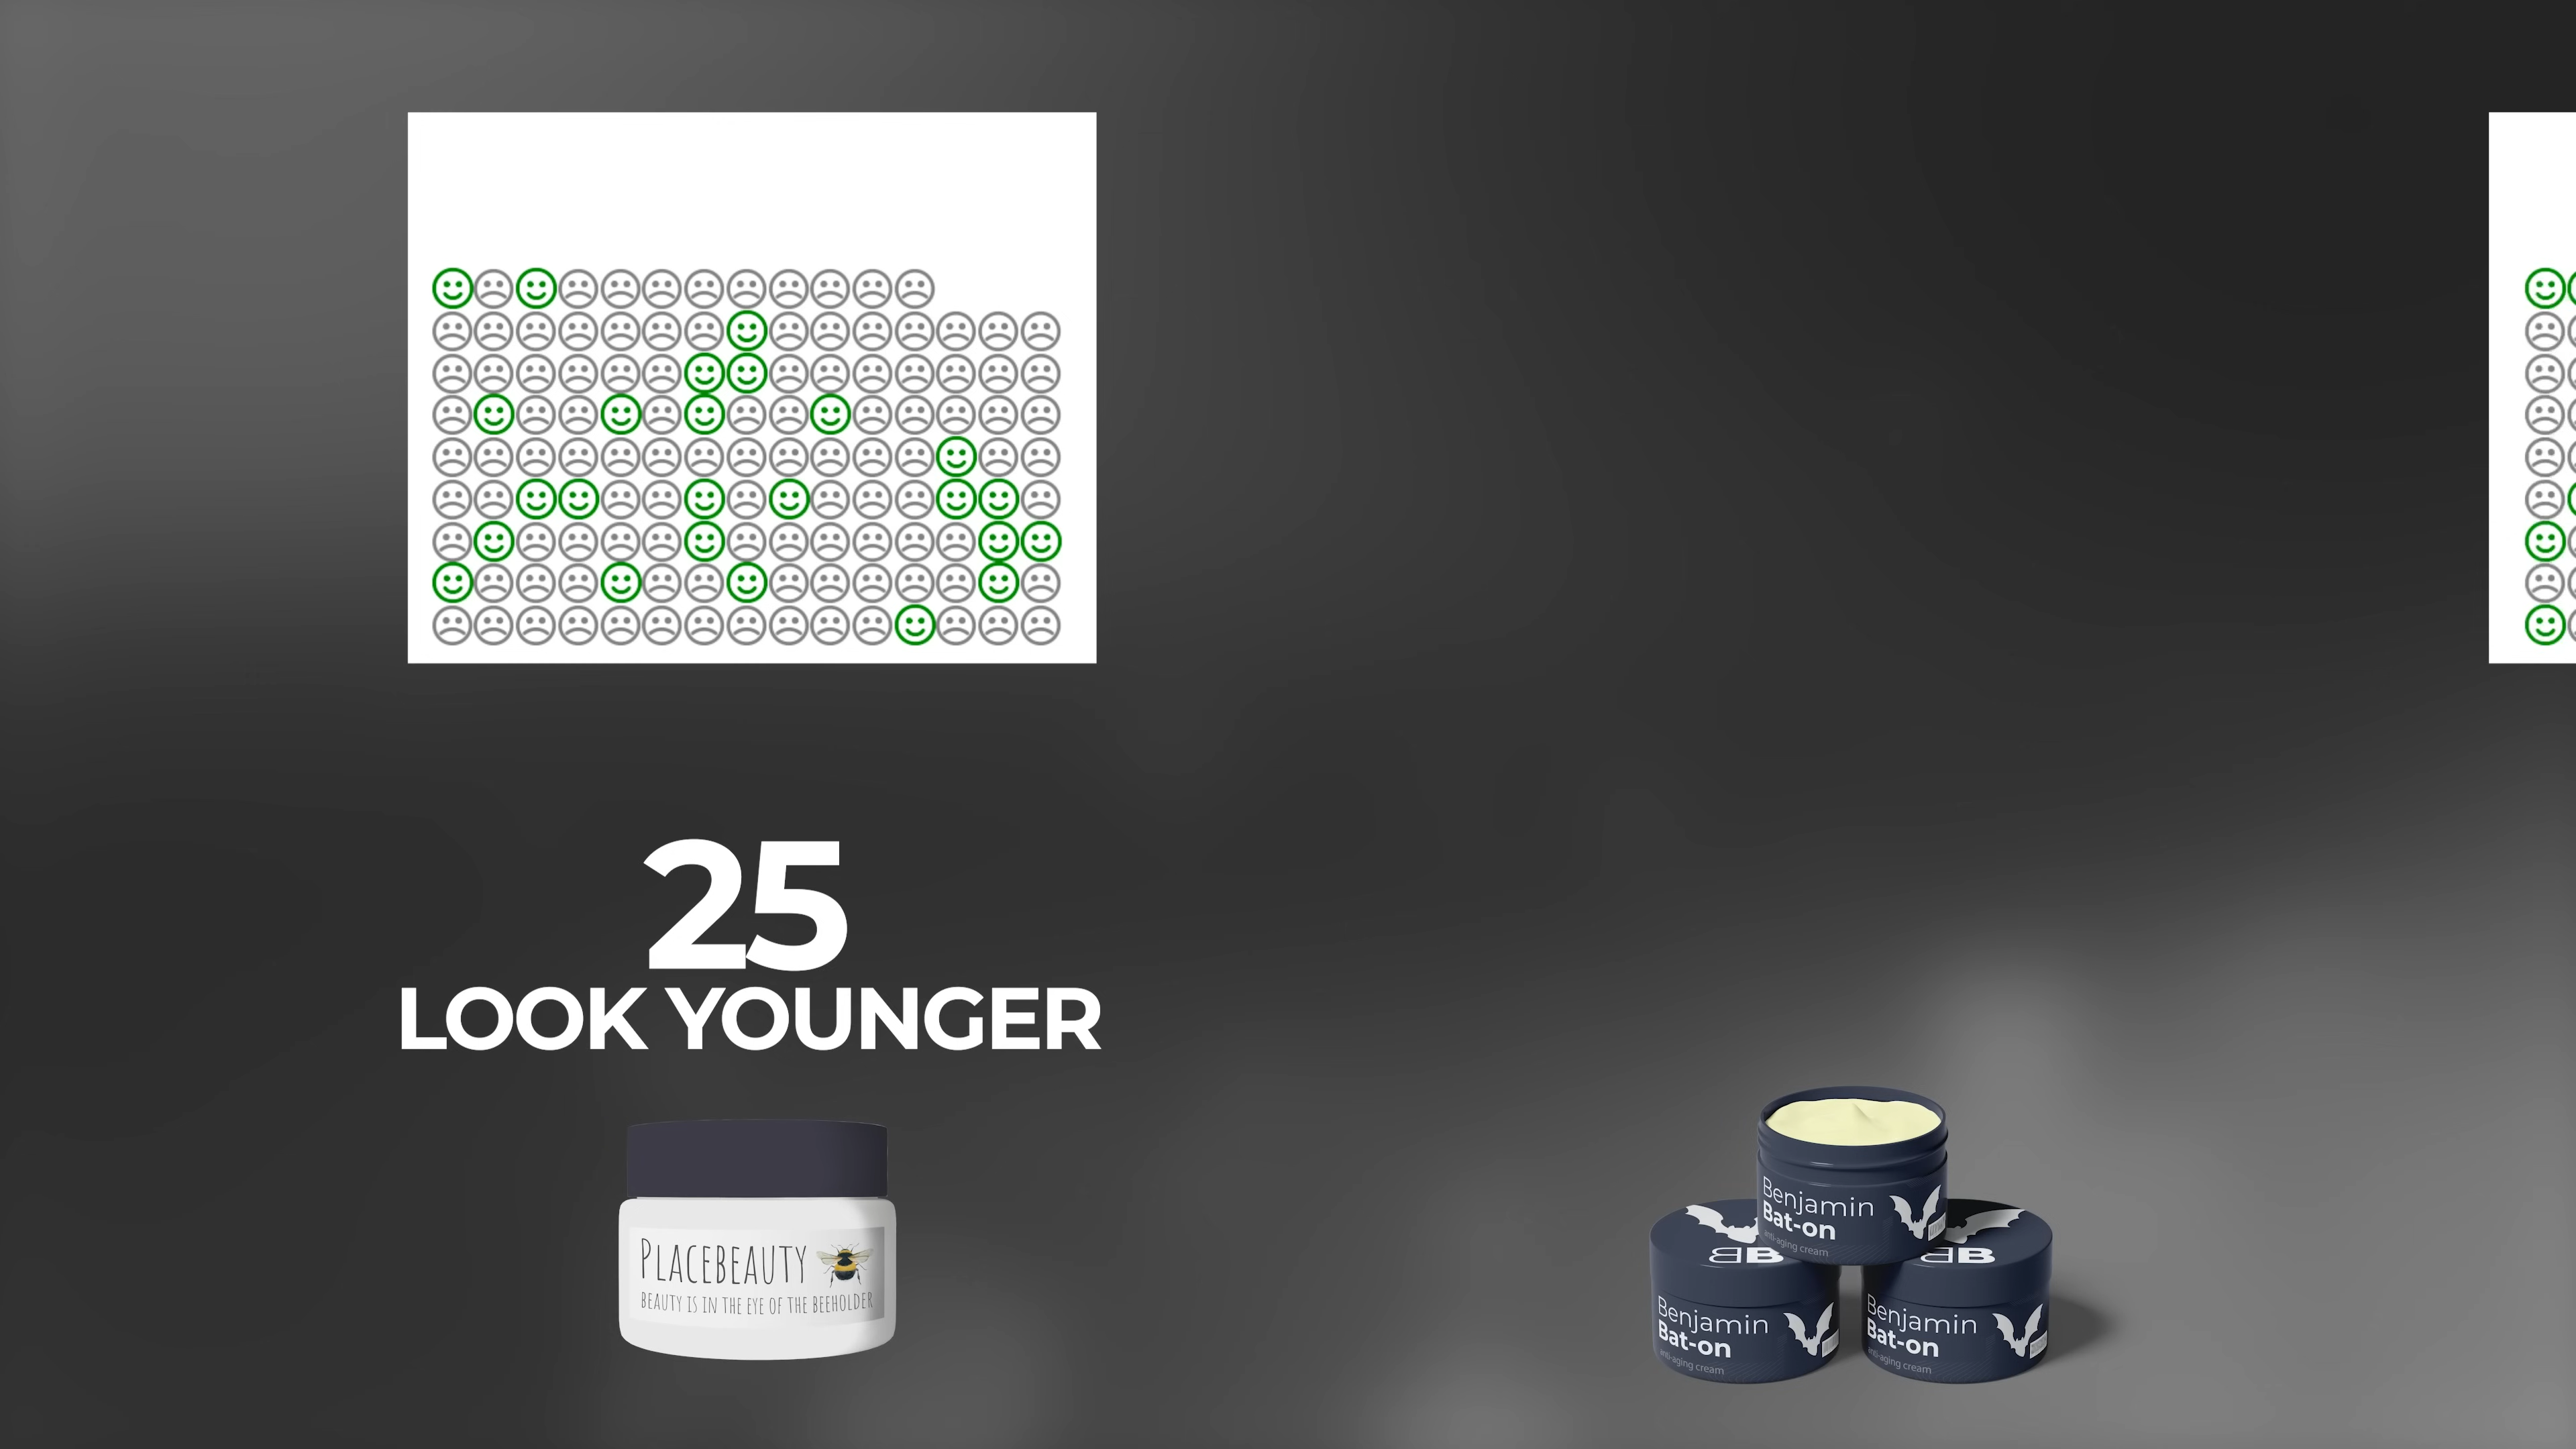 25
LOOK YOUNGER
PLACEBEAUTY
BEAUTY IS IN THE EYE OF THE BEEHOLDER
Benjamin
Bat-on
anti-aging cream
BB
BB
Benjamin
Bat-on
anti-aging cream
Benjamin
Bat-on
anti-aging cream